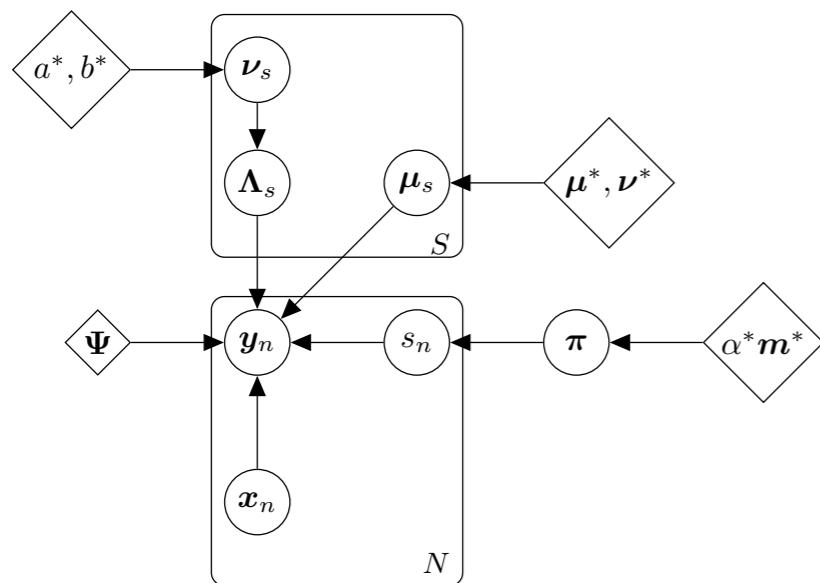 a*, b*
ν_s
Λ_s
μ_s
μ*, ν*
S
Ψ
y_n
s_n
π
α*m*
x_n
N